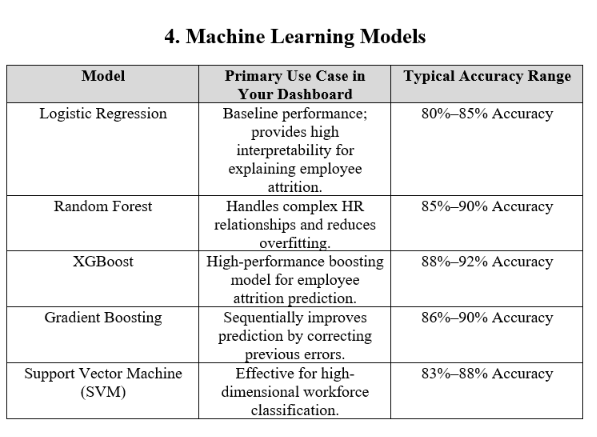 4. Machine Learning Models
Model
Primary Use Case in
Your Dashboard
Typical Accuracy Range
Logistic Regression
Baseline performance;
provides high
interpretability for
explaining employee
attrition.
80%–85% Accuracy
Random Forest
Handles complex HR
relationships and reduces
overfitting.
85%–90% Accuracy
XGBoost
High-performance boosting
model for employee
attrition prediction.
88%–92% Accuracy
Gradient Boosting
Sequentially improves
prediction by correcting
previous errors.
86%–90% Accuracy
Support Vector Machine
(SVM)
Effective for high-
dimensional workforce
classification.
83%–88% Accuracy